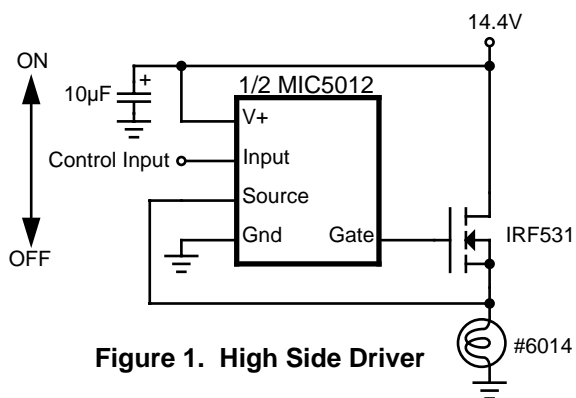 14.4V
ON
+
10µF
1/2 MIC5012
V+
Control Input
Input
Source
Gnd
Gate
IRF531
OFF
#6014
Figure 1. High Side Driver